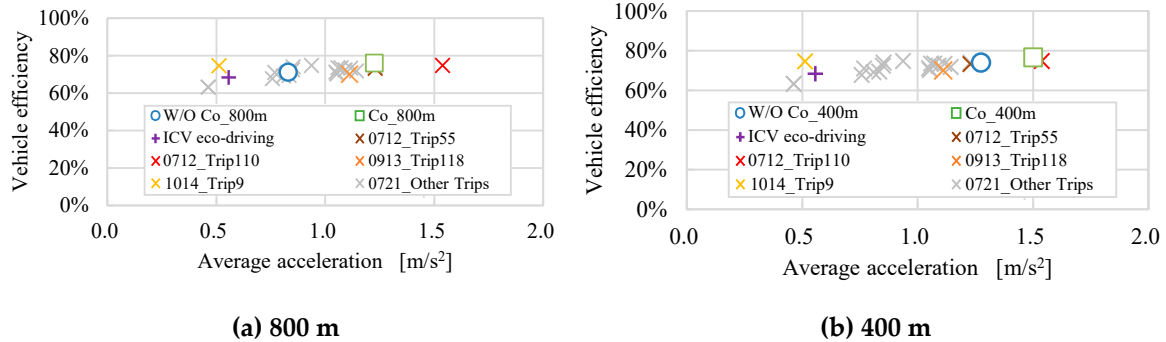 100%
80%
60%
40%
20%
0%
Vehicle efficiency
W/O Co_800m
Co_800m
ICV eco-driving
0712_Trip55
0712_Trip110
0913_Trip118
1014_Trip9
0721_Other Trips
0.0 0.5 1.0 1.5 2.0
Average acceleration [m/s²]
(a) 800 m
100%
80%
60%
40%
20%
0%
Vehicle efficiency
W/O Co_400m
Co_400m
ICV eco-driving
0712_Trip55
0712_Trip110
0913_Trip118
1014_Trip9
0721_Other Trips
0.0 0.5 1.0 1.5 2.0
Average acceleration [m/s²]
(b) 400 m